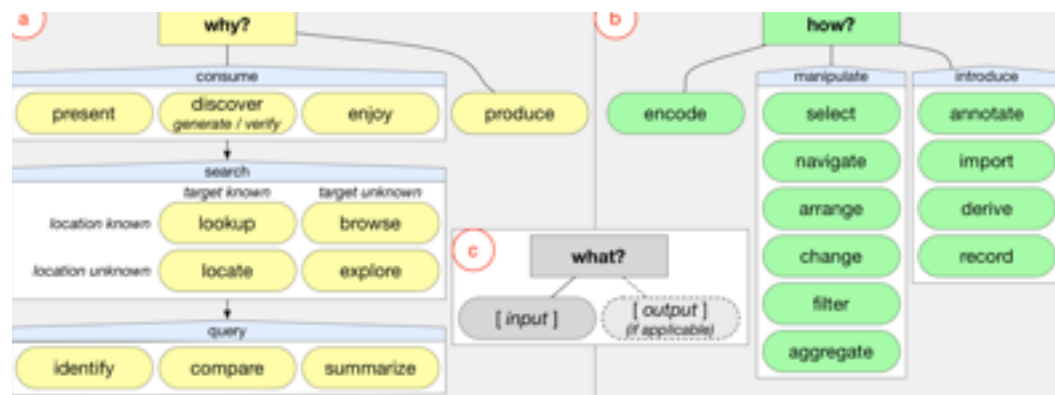 a
why?
consume
present
discover
generate / verify
enjoy
produce
search
target known
target unknown
location known
lookup
browse
location unknown
locate
explore
query
identify
compare
summarize
b
how?
encode
manipulate
select
navigate
arrange
change
filter
aggregate
introduce
annotate
import
derive
record
c
what?
[ input ]
[ output ]
(if applicable)